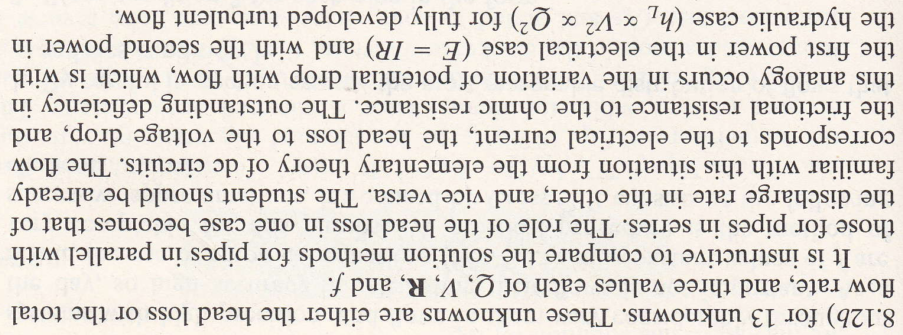 8.12b) for 13 unknowns. These unknowns are either the head loss or the total
flow rate, and three values each of Q, V, R and f.
It is instructive to compare the solution methods for pipes in parallel with
those for pipes in series. The role of the head loss in one case becomes that of
the discharge rate in the other, and vice versa. The student should be already
familiar with this situation from the elementary theory of dc circuits. The flow
corresponds to the electrical current, the head loss to the voltage drop, and
the frictional resistance to the ohmic resistance. The outstanding deficiency in
this analogy occurs in the variation of potential drop with flow, which is with
the first power in the electrical case (E = IR) and with the second power in
the hydraulic case (h_L ∝ V² ∝ Q²) for fully developed turbulent flow.